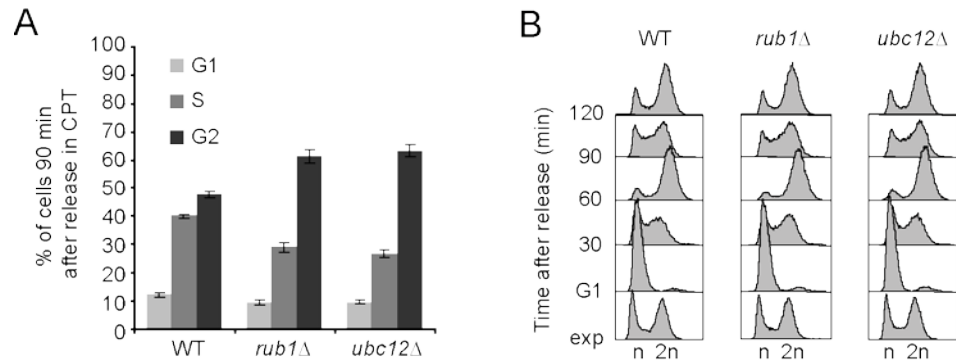 A
% of cells 90 min
after release in CPT
100
90
80
70
60
50
40
30
20
10
0
G1
S
G2
WT
rub1Δ
ubc12Δ
B
WT
rub1Δ
ubc12Δ
Time after release (min)
120
90
60
30
G1
exp
n 2n
n 2n
n 2n